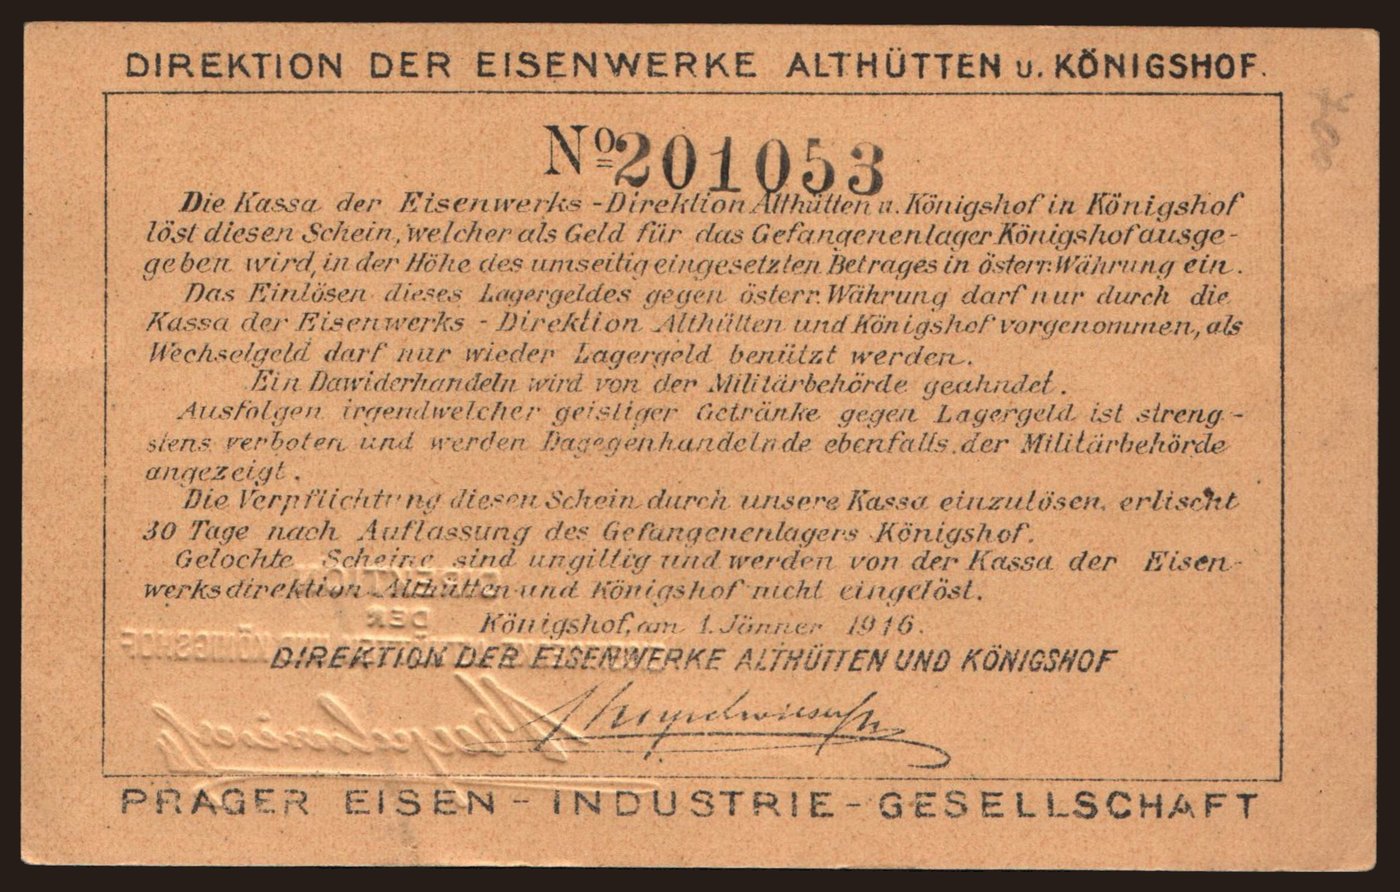 DIREKTION DER EISENWERKE ALTHÜTTEN u. KÖNIGSHOF.
No 201053
Die Kassa der Eisenwerks - Direktion Althütten u. Königshof in Königshof
löst diesen Schein, welcher als Geld für das Gefangenenlager Königshof ausge-
geben wird, in der Höhe des umseitig eingesetzten Betrages in österr. Währung ein.
Das Einlösen dieses Lagergeldes gegen österr. Währung darf nur durch die
Kassa der Eisenwerks - Direktion Althütten und Königshof vorgenommen, als
Wechselgeld darf nur wieder Lagergeld benützt werden.
Ein Dawiderhandeln wird von der Militärbehörde geahndet.
Ausfolgen irgendwelcher geistiger Getränke gegen Lagergeld ist streng-
stens verboten und werden Dagegenhandelnde ebenfalls der Militärbehörde
angezeigt.
Die Verpflichtung diesen Schein durch unsere Kassa einzulösen, erlischt
30 Tage nach Auflassung des Gefangenenlagers Königshof.
Gelochte Scheine sind ungiltig und werden von der Kassa der Eisen-
werksdirektion Althütten und Königshof nicht eingelöst.
Königshof, am 1. Jänner 1916.
DIREKTION DER EISENWERKE ALTHÜTTEN UND KÖNIGSHOF
PRAGER EISEN - INDUSTRIE - GESELLSCHAFT